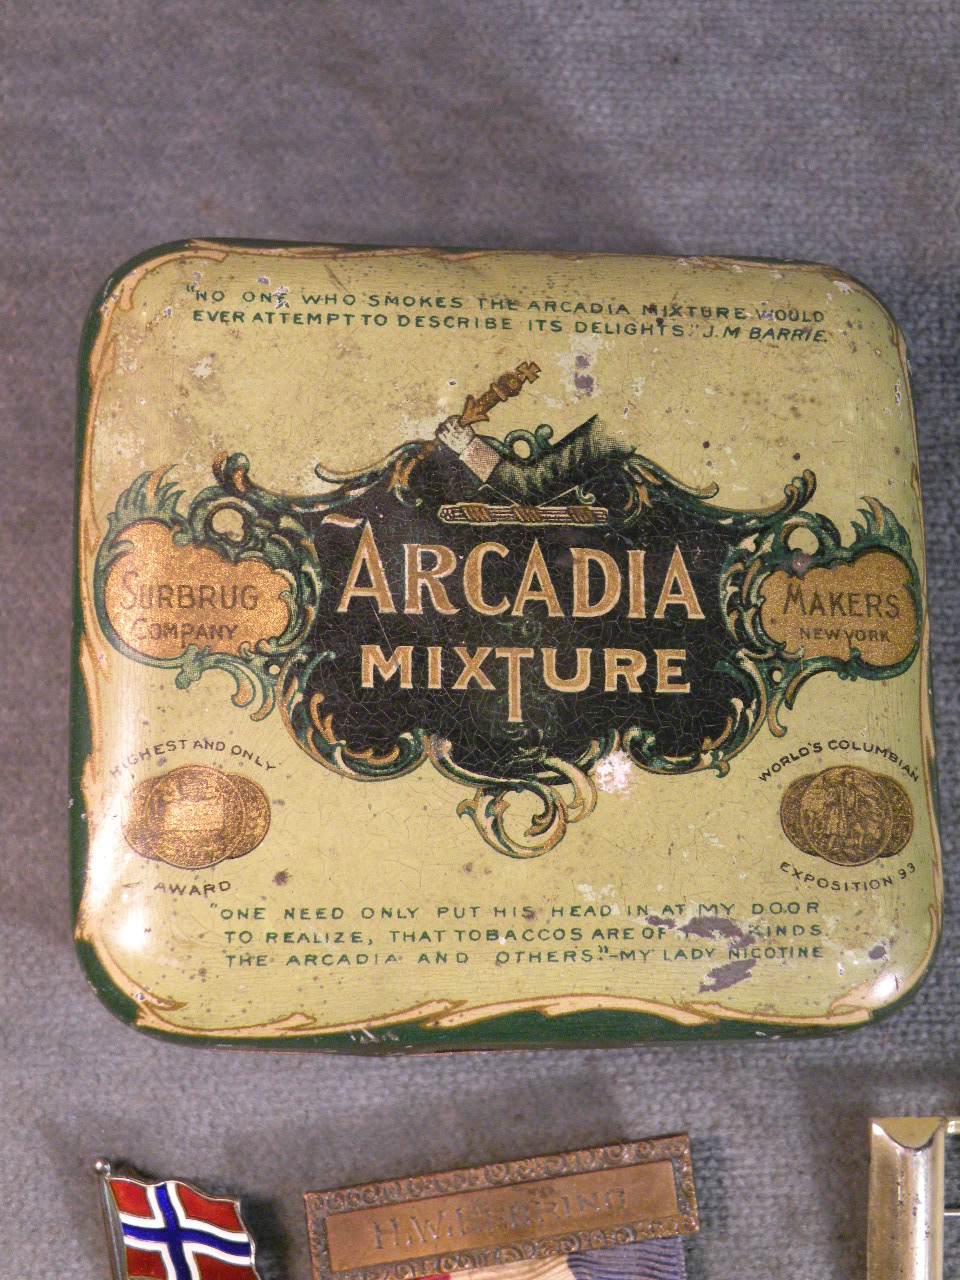 "NO ONE WHO SMOKES THE ARCADIA MIXTURE WOULD
EVER ATTEMPT TO DESCRIBE ITS DELIGHTS." J. M BARRIE.
ARCADIA
MIXTURE
SURBRUG
COMPANY
MAKERS
NEW YORK
HIGHEST AND ONLY
AWARD
WORLD'S COLUMBIAN
EXPOSITION 93
"ONE NEED ONLY PUT HIS HEAD IN AT MY DOOR
TO REALIZE, THAT TOBACCOS ARE OF KINDS.
THE ARCADIA AND OTHERS."-MY LADY NICOTINE
H.W.